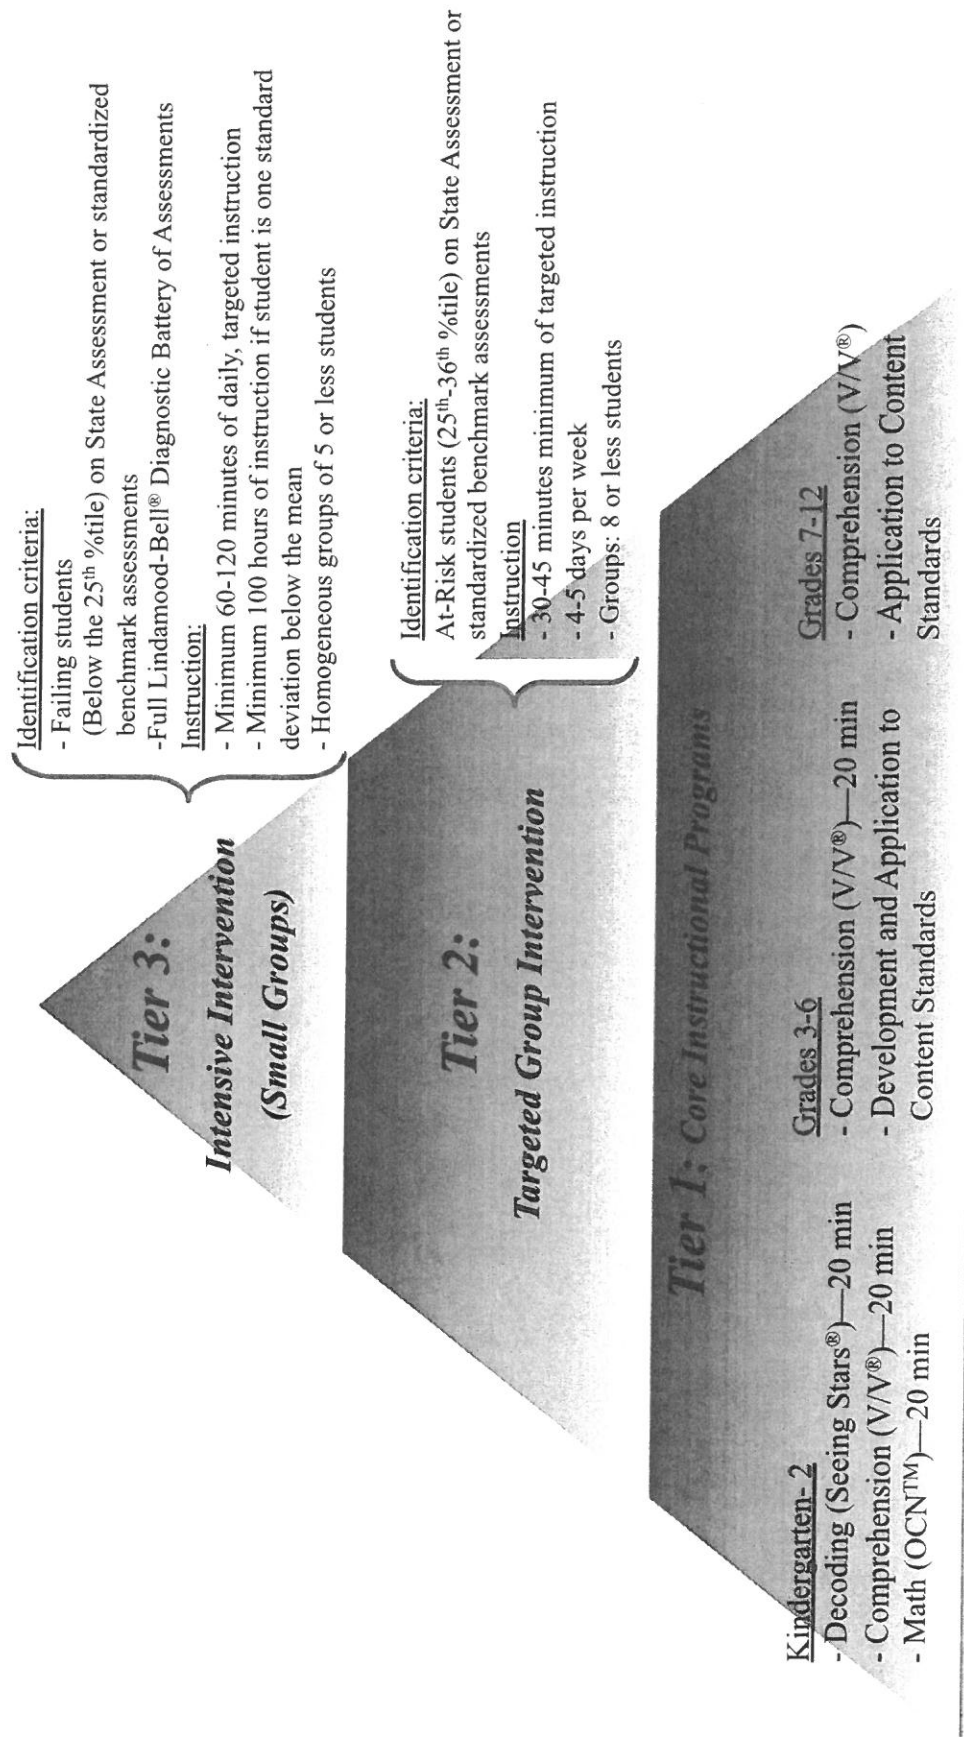 Identification criteria:
- Failing students
(Below the 25th %tile) on State Assessment or standardized
benchmark assessments
-Full Lindamood-Bell® Diagnostic Battery of Assessments
Instruction:
- Minimum 60-120 minutes of daily, targeted instruction
- Minimum 100 hours of instruction if student is one standard
deviation below the mean
- Homogeneous groups of 5 or less students
Tier 3:
Intensive Intervention
(Small Groups)
Identification criteria:
At-Risk students (25th-36th %tile) on State Assessment or
standardized benchmark assessments
Instruction
- 30-45 minutes minimum of targeted instruction
- 4-5 days per week
- Groups: 8 or less students
Tier 2:
Targeted Group Intervention
Tier 1: Core Instructional Programs
Kindergarten- 2
- Decoding (Seeing Stars®)—20 min
- Comprehension (V/V®)—20 min
- Math (OCN™)—20 min
Grades 3-6
- Comprehension (V/V®)—20 min
- Development and Application to
Content Standards
Grades 7-12
- Comprehension (V/V®)
- Application to Content
Standards